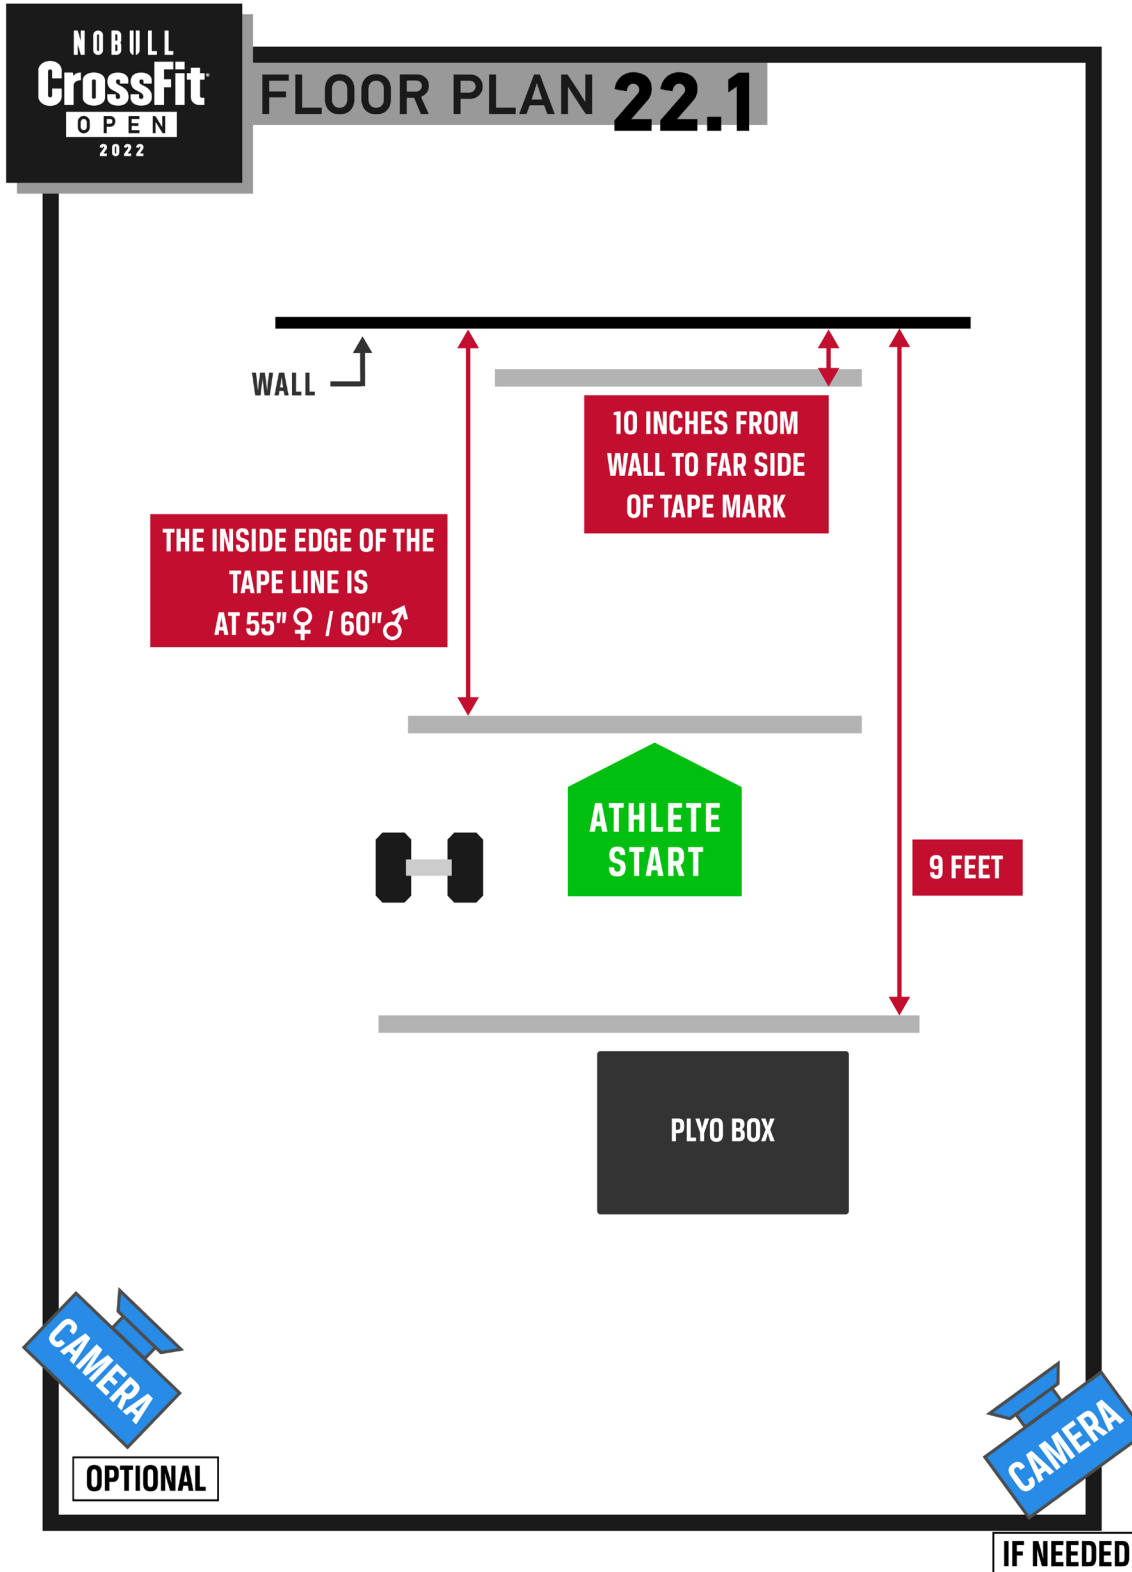 NOBULL
CrossFit
OPEN
2022
FLOOR PLAN 22.1
WALL
10 INCHES FROM
WALL TO FAR SIDE
OF TAPE MARK
THE INSIDE EDGE OF THE
TAPE LINE IS
AT 55"♀ / 60"♂
ATHLETE
START
9 FEET
PLYO BOX
CAMERA
OPTIONAL
CAMERA
IF NEEDED